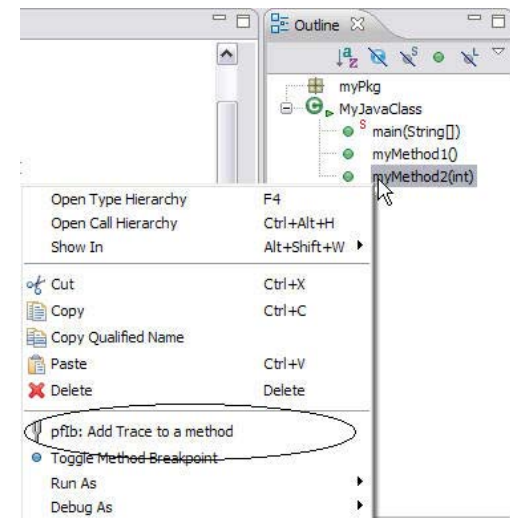 Outline
a
z
S
L
myPkg
MyJavaClass
S main(String[])
myMethod1()
myMethod2(int)
Open Type Hierarchy F4
Open Call Hierarchy Ctrl+Alt+H
Show In Alt+Shift+W
Cut Ctrl+X
Copy Ctrl+C
Copy Qualified Name
Paste Ctrl+V
Delete Delete
pfIb: Add Trace to a method
Toggle Method Breakpoint
Run As
Debug As